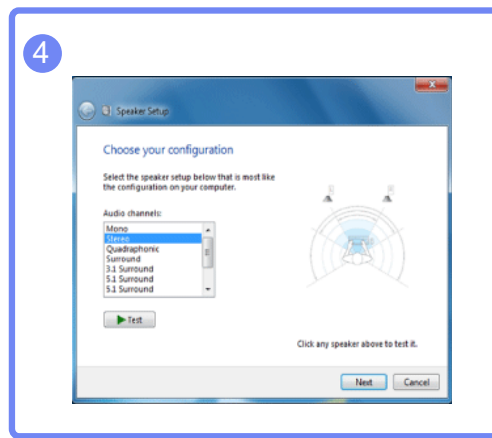 4
Speaker Setup
Choose your configuration
Select the speaker setup below that is most like
the configuration on your computer.
Audio channels:
Mono
Stereo
Quadraphonic
Surround
3.1 Surround
5.1 Surround
5.1 Surround
Test
Click any speaker above to test it.
Next
Cancel